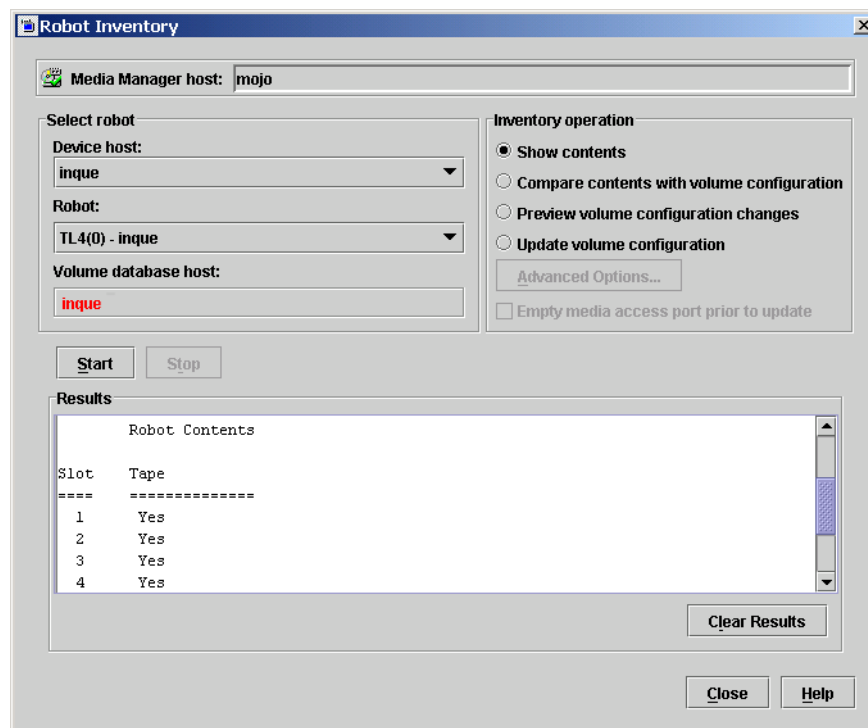 Robot Inventory
Media Manager host: mojo
Select robot
Device host:
inque
Robot:
TL4(0) - inque
Volume database host:
inque
Inventory operation
Show contents
Compare contents with volume configuration
Preview volume configuration changes
Update volume configuration
Advanced Options...
Empty media access port prior to update
Start Stop
Results
Robot Contents
Slot Tape
==== ==============
1 Yes
2 Yes
3 Yes
4 Yes
Clear Results
Close Help